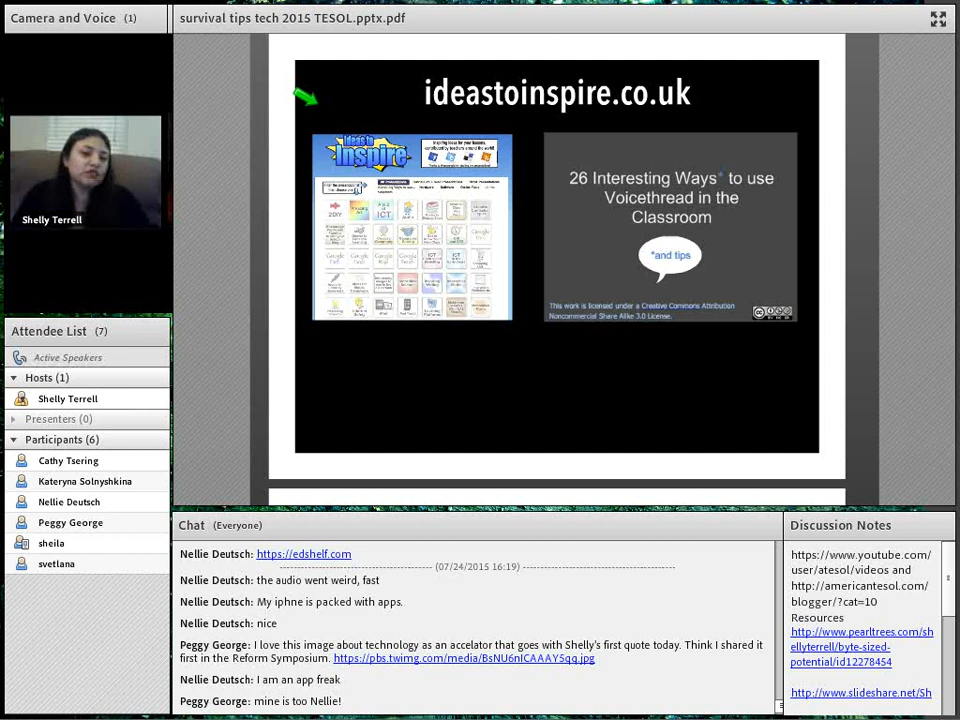 Camera and Voice (1)
survival tips tech 2015 TESOL.pptx.pdf
Shelly Terrell
ideastoinspire.co.uk
Ideas to
Inspire
26 Interesting Ways* to use
Voicethread in the
Classroom
*and tips
This work is licensed under a Creative Commons Attribution
Noncommercial Share Alike 3.0 License.
Attendee List (7)
Active Speakers
Hosts (1)
Shelly Terrell
Presenters (0)
Participants (6)
Cathy Tsering
Kateryna Solnyshkina
Nellie Deutsch
Peggy George
sheila
svetlana
Chat (Everyone)
Nellie Deutsch: https://edshelf.com
(07/24/2015 16:19)
Nellie Deutsch: the audio went weird, fast
Nellie Deutsch: My iphne is packed with apps.
Nellie Deutsch: nice
Peggy George: I love this image about technology as an accelator that goes with Shelly's first quote today. Think I shared it
first in the Reform Symposium. https://pbs.twimg.com/media/BsNU6nICAAAY5qq.jpg
Nellie Deutsch: I am an app freak
Peggy George: mine is too Nellie!
Discussion Notes
https://www.youtube.com/
user/atesol/videos and
http://americantesol.com/
blogger/?cat=10
Resources
http://www.pearltrees.com/sh
ellyterrell/byte-sized-
potential/id12278454
http://www.slideshare.net/Sh